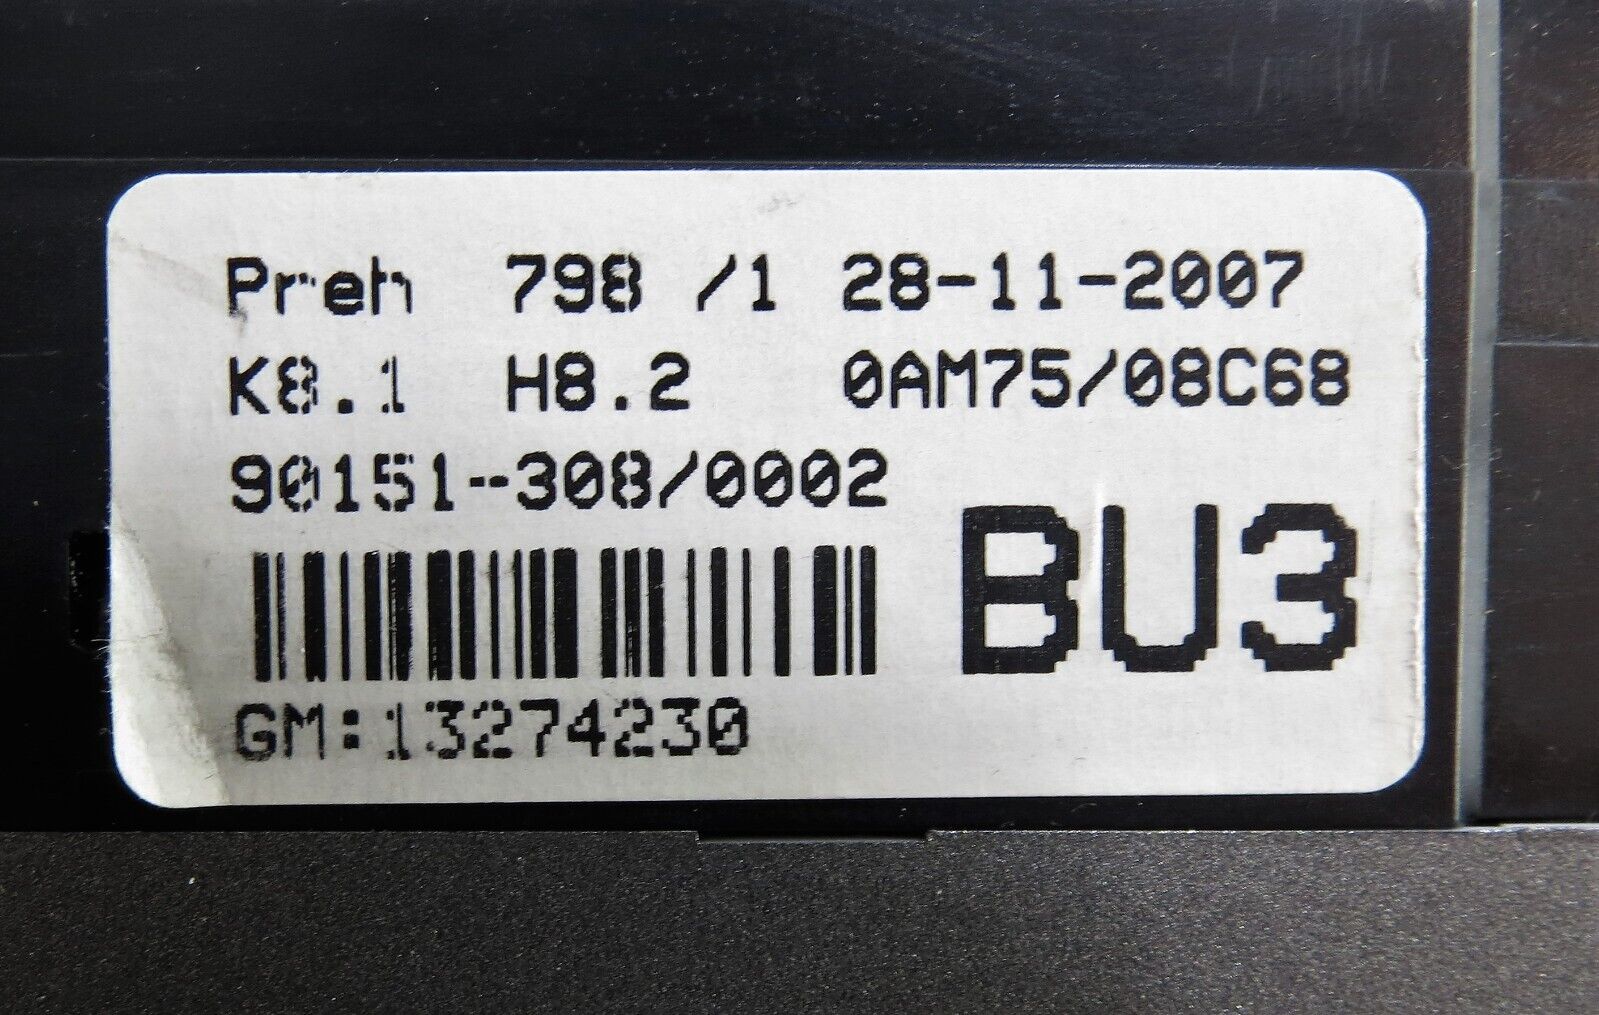 Preh 798 /1 28-11-2007
K8.1 H8.2 0AM75/08C68
90151-308/0002
BU3
GM:13274230